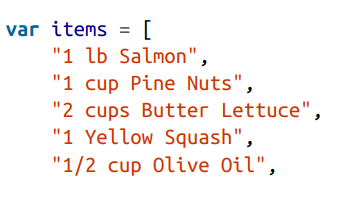 var items = [
"1 lb Salmon",
"1 cup Pine Nuts",
"2 cups Butter Lettuce",
"1 Yellow Squash",
"1/2 cup Olive Oil",